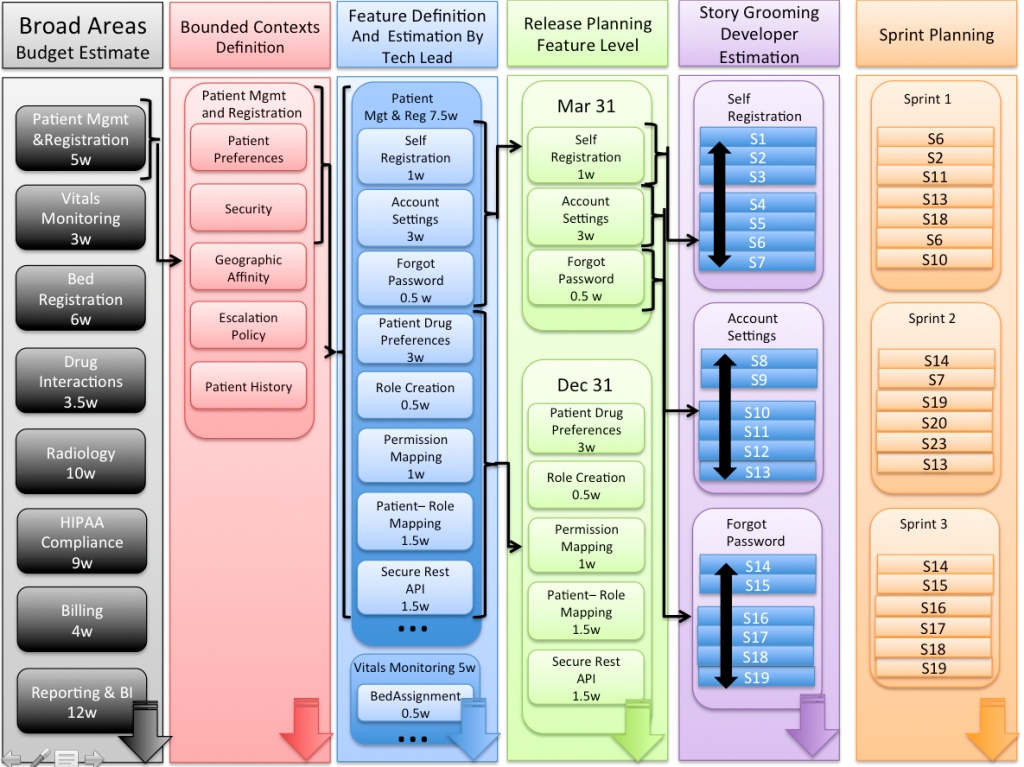 Broad Areas
Budget Estimate
Patient Mgmt
&Registration
5w
Vitals
Monitoring
3w
Bed
Registration
6w
Drug
Interactions
3.5w
Radiology
10w
HIPAA
Compliance
9w
Billing
4w
Reporting & BI
12w
Bounded Contexts
Definition
Patient Mgmt
and Registration
Patient
Preferences
Security
Geographic
Affinity
Escalation
Policy
Patient History
Feature Definition
And Estimation By
Tech Lead
Patient
Mgt & Reg 7.5w
Self
Registration
1w
Account
Settings
3w
Forgot
Password
0.5 w
Patient Drug
Preferences
3w
Role Creation
0.5w
Permission
Mapping
1w
Patient– Role
Mapping
1.5w
Secure Rest
API
1.5w
...
Vitals Monitoring 5w
BedAssignment
0.5w
...
Release Planning
Feature Level
Mar 31
Self
Registration
1w
Account
Settings
3w
Forgot
Password
0.5 w
Dec 31
Patient Drug
Preferences
3w
Role Creation
0.5w
Permission
Mapping
1w
Patient– Role
Mapping
1.5w
Secure Rest
API
1.5w
Story Grooming
Developer
Estimation
Self
Registration
S1
S2
S3
S4
S5
S6
S7
Account
Settings
S8
S9
S10
S11
S12
S13
Forgot
Password
S14
S15
S16
S17
S18
S19
Sprint Planning
Sprint 1
S6
S2
S11
S13
S18
S6
S10
Sprint 2
S14
S7
S19
S20
S23
S13
Sprint 3
S14
S15
S16
S17
S18
S19